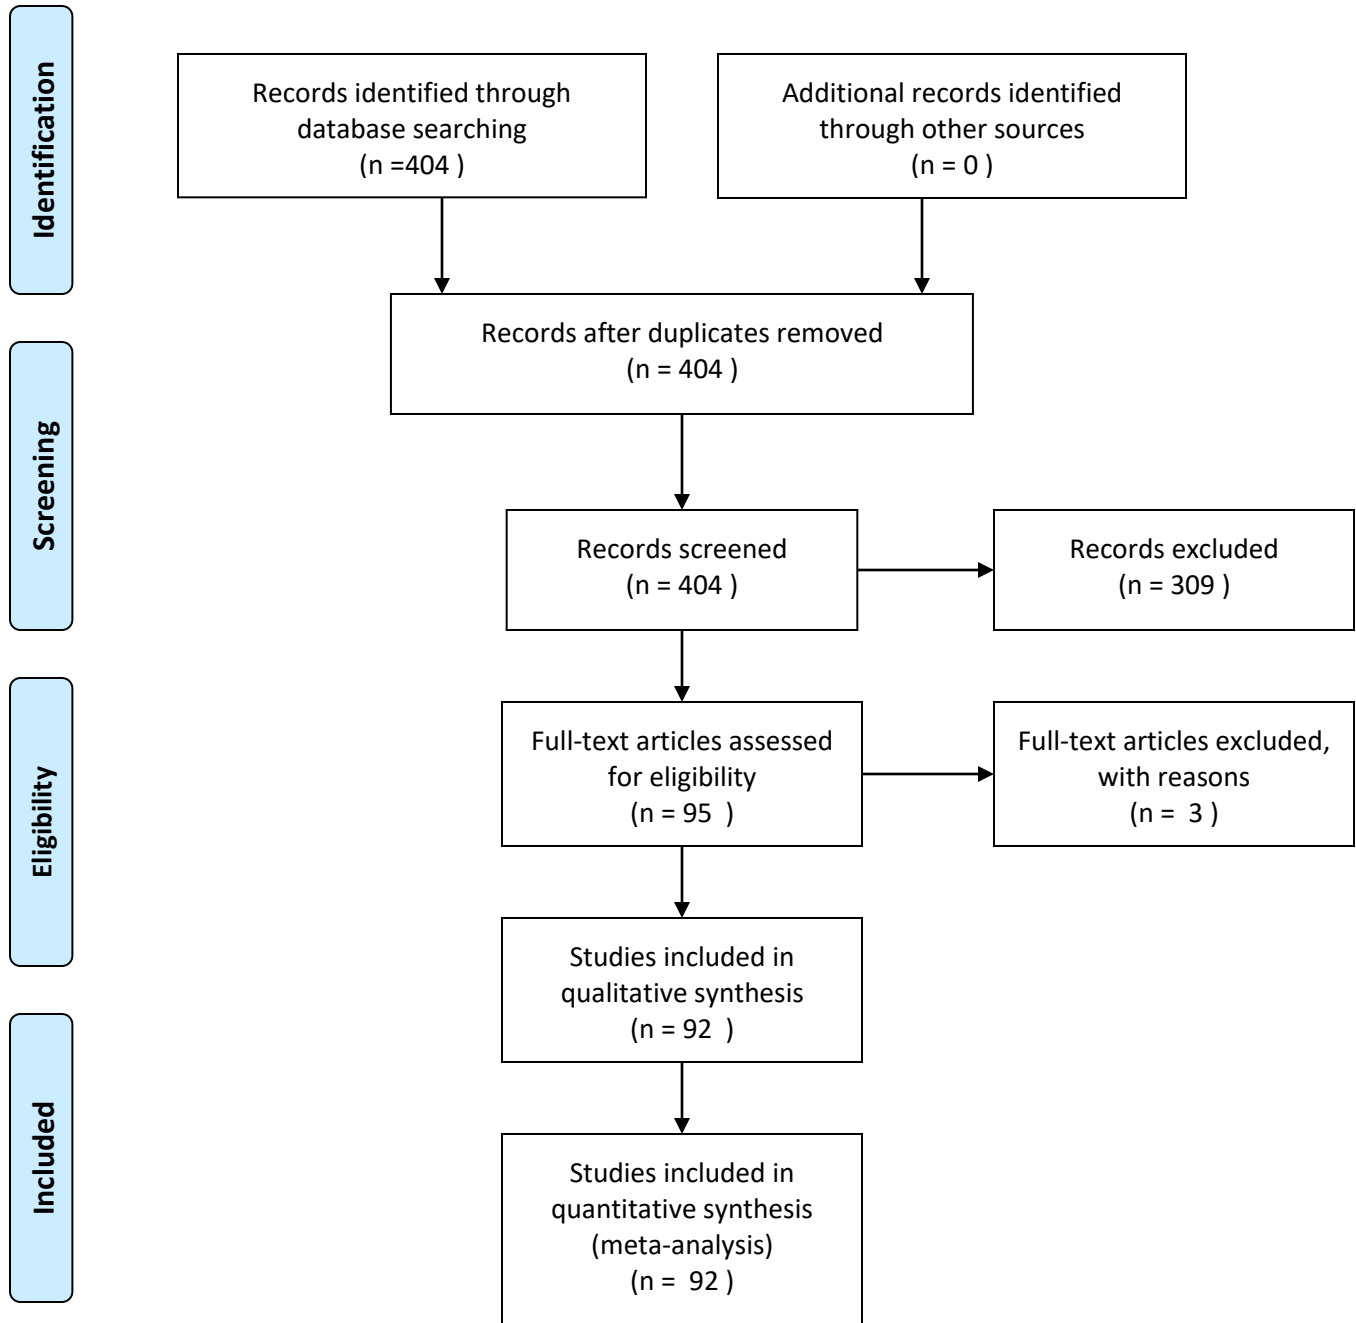 Identification
Records identified through
database searching
(n =404 )
Additional records identified
through other sources
(n = 0 )
Records after duplicates removed
(n = 404 )
Screening
Records screened
(n = 404 )
Records excluded
(n = 309 )
Eligibility
Full-text articles assessed
for eligibility
(n = 95  )
Full-text articles excluded,
with reasons
(n =  3 )
Studies included in
qualitative synthesis
(n = 92  )
Included
Studies included in
quantitative synthesis
(meta-analysis)
(n =  92 )